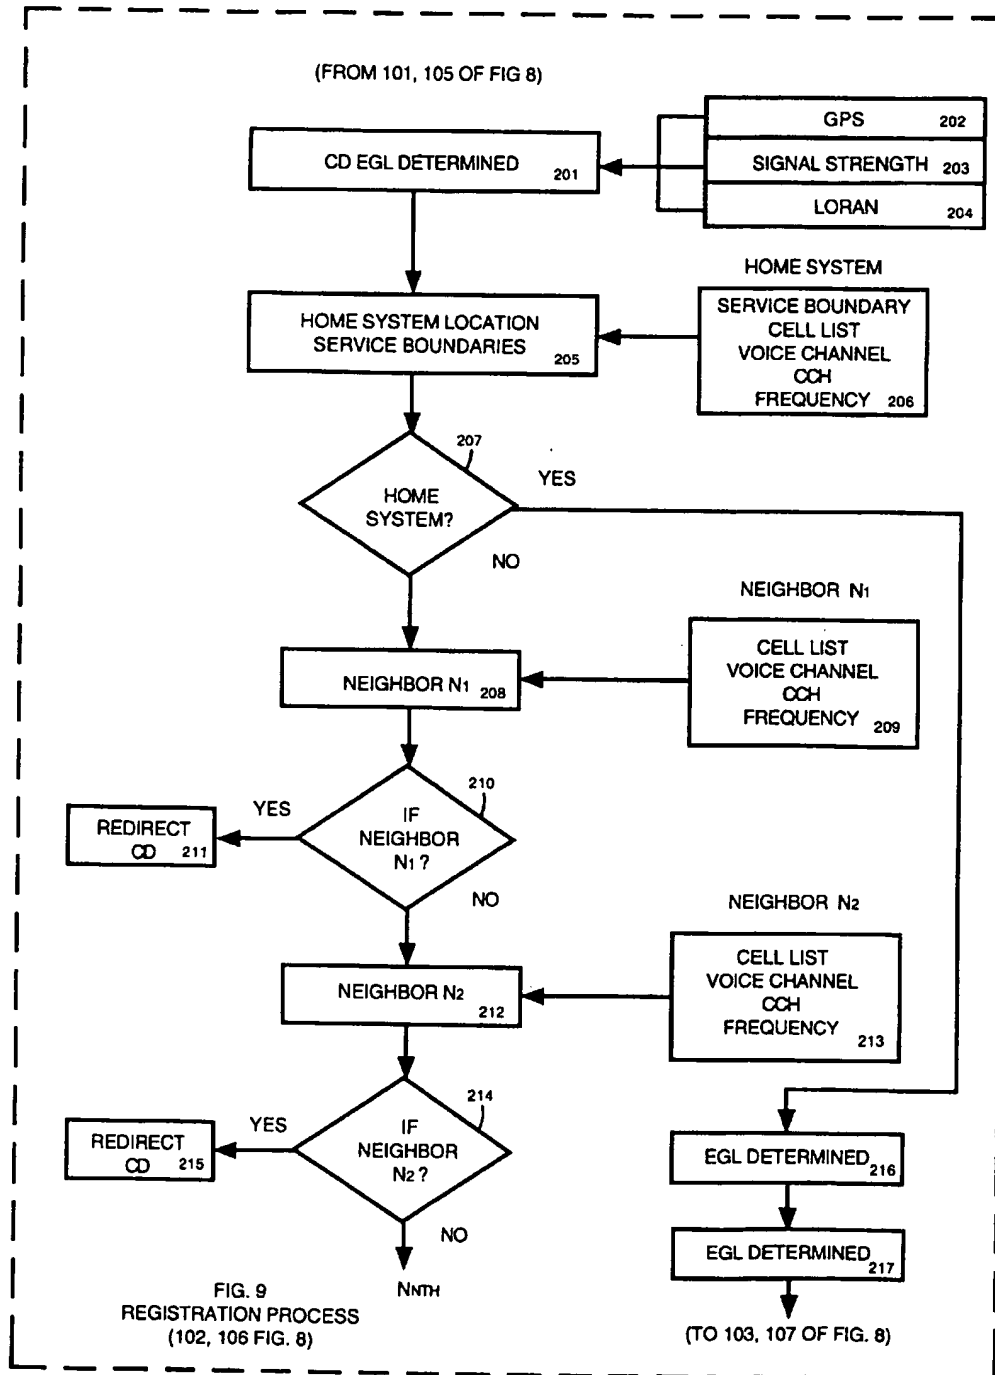 (FROM 101, 105 OF FIG 8)
GPS 202
CD EGL DETERMINED 201
SIGNAL STRENGTH 203
LORAN 204
HOME SYSTEM
HOME SYSTEM LOCATION
SERVICE BOUNDARIES 205
SERVICE BOUNDARY
CELL LIST
VOICE CHANNEL
CCH
FREQUENCY 206
207
YES
HOME
SYSTEM?
NO
NEIGHBOR N1
NEIGHBOR N1 208
CELL LIST
VOICE CHANNEL
CCH
FREQUENCY 209
210
YES
IF
NEIGHBOR
N1 ?
REDIRECT
CD 211
NO
NEIGHBOR N2
NEIGHBOR N2 212
CELL LIST
VOICE CHANNEL
CCH
FREQUENCY 213
214
YES
IF
NEIGHBOR
N2 ?
REDIRECT
CD 215
NO
EGL DETERMINED 216
EGL DETERMINED 217
NNTH
FIG. 9
REGISTRATION PROCESS
(102, 106 FIG. 8)
(TO 103, 107 OF FIG. 8)